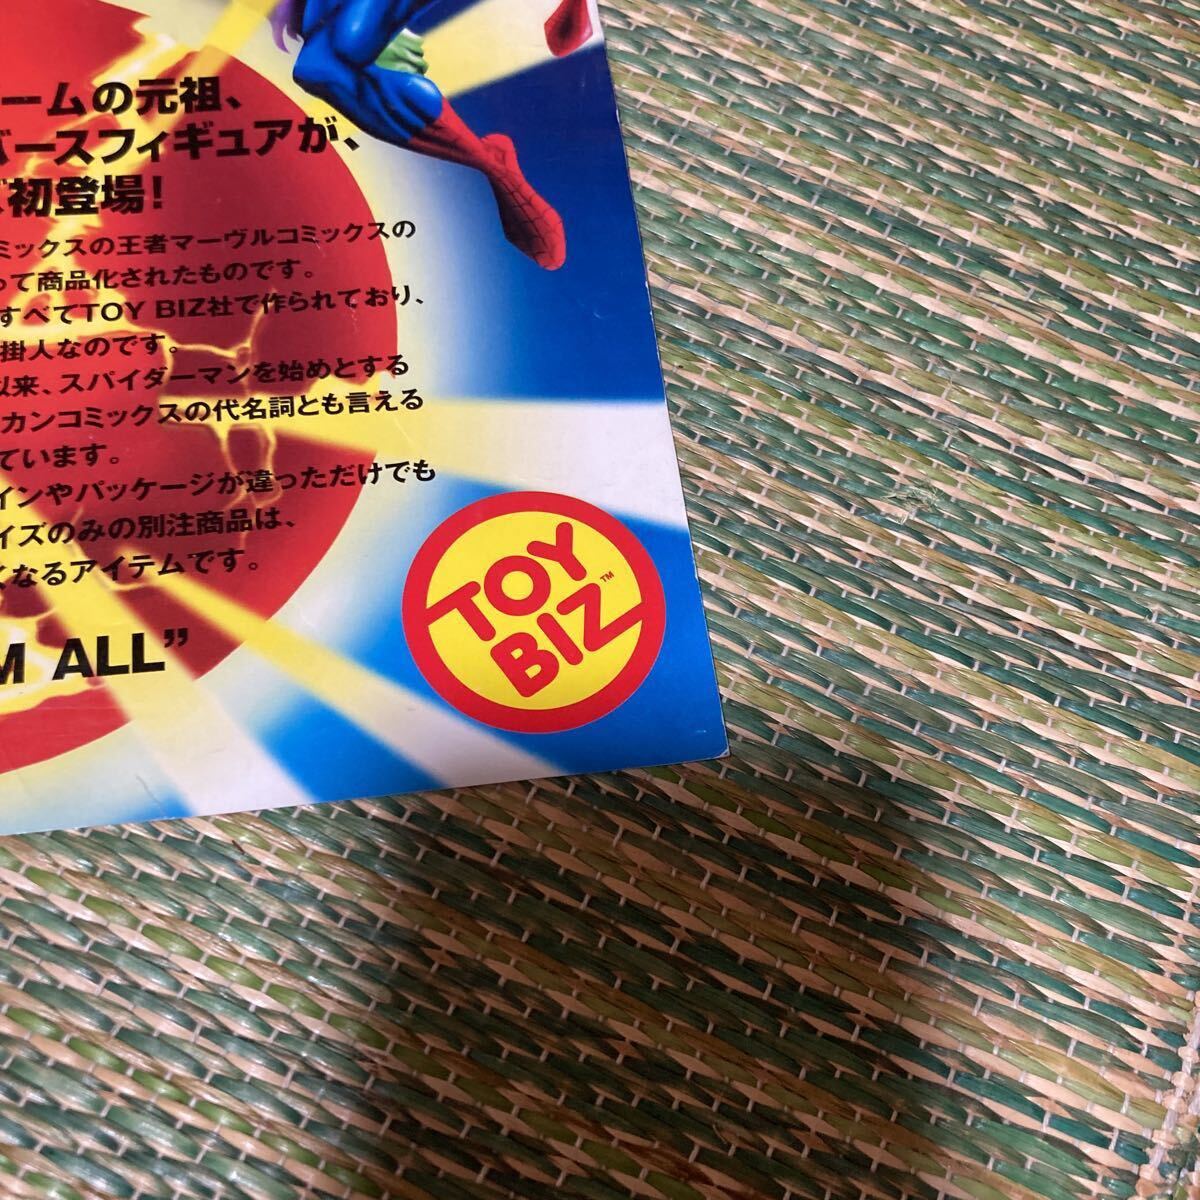 ームの元祖、
バースフィギュアが、
初登場!
ミックスの王者マーヴルコミックスの
って商品化されたものです。
すべてTOY BIZ社で作られており、
掛人なのです。
以来、スパイダーマンを始めとする
カンコミックスの代名詞とも言える
ています。
インやパッケージが違っただけでも
イズのみの別注商品は、
くなるアイテムです。
M ALL”
TOY
BIZ™